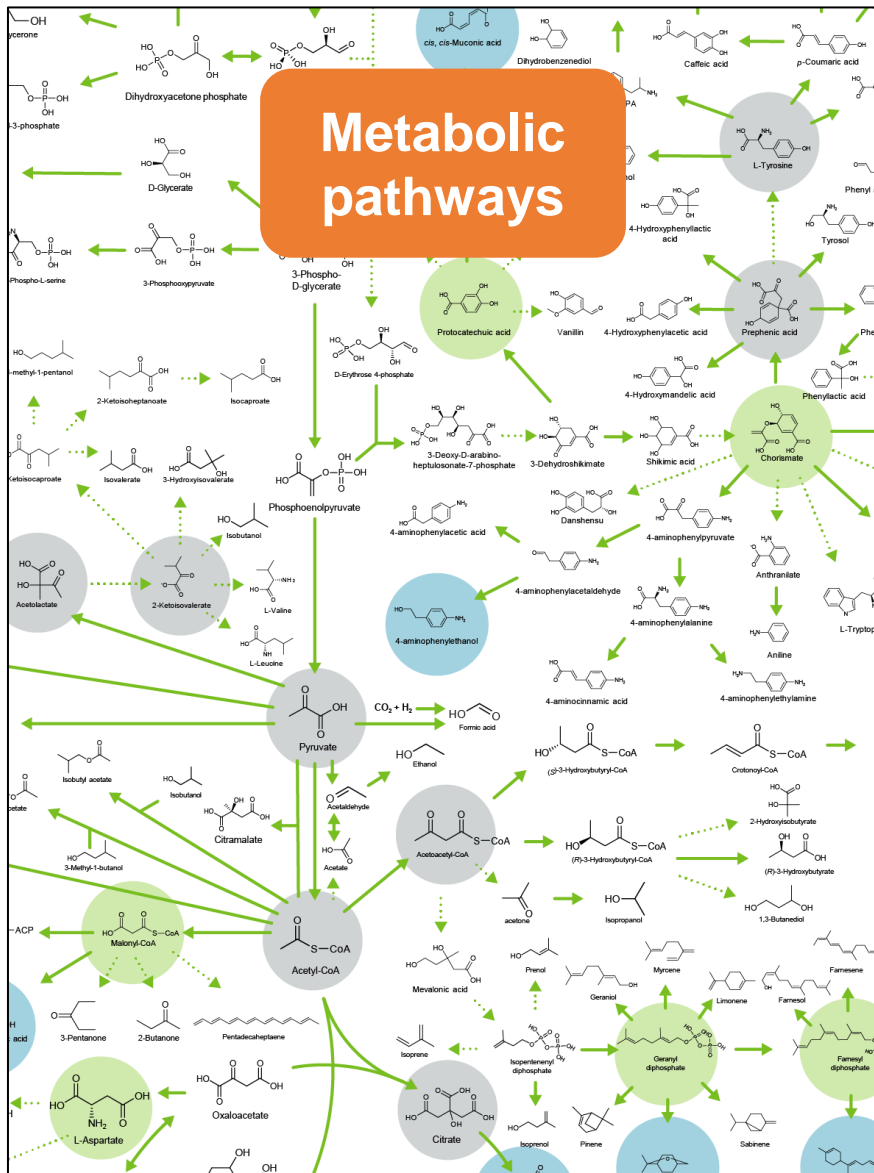 Metabolic
pathways
cis, cis-Muconic acid
Dihydrobenzenediol
Caffeic acid
p-Coumaric acid
Dihydroxyacetone phosphate
L-Tyrosine
D-Glycerate
4-Hydroxyphenyllactic
acid
Tyrosol
3-Phosphooxypyruvate
3-Phospho-
D-glycerate
Protocatechuic acid
Vanillin
4-Hydroxyphenylacetic acid
Prephenic acid
D-Erythrose 4-phosphate
4-Hydroxymandelic acid
Phenyllactic acid
2-Ketoisoheptanoate
Isocaproate
3-Deoxy-D-arabino-
heptulosonate-7-phosphate
3-Dehydroshikimate
Shikimic acid
Chorismate
Isovalerate
3-Hydroxyisovalerate
Phosphoenolpyruvate
Isobutanol
4-aminophenylacetic acid
Danshensu
4-aminophenylpyruvate
Anthranilate
Acetolactate
2-Ketoisovalerate
L-Valine
4-aminophenylacetaldehyde
L-Leucine
4-aminophenylethanol
4-aminophenylalanine
Aniline
4-aminocinnamic acid
4-aminophenylethylamine
Pyruvate
CO2 + H2
Formic acid
Ethanol
(S)-3-Hydroxybutyryl-CoA
Crotonyl-CoA
Isobutyl acetate
Isobutanol
Citramalate
Acetaldehyde
Acetate
Acetoacetyl-CoA
(R)-3-Hydroxybutyryl-CoA
2-Hydroxyisobutyrate
(R)-3-Hydroxybutyrate
3-Methyl-1-butanol
acetone
Isopropanol
1,3-Butanediol
Malonyl-CoA
Acetyl-CoA
Mevalonic acid
Prenol
Geraniol
Myrcene
Limonene
Farnesol
Farnesene
3-Pentanone
2-Butanone
Pentadecaheptaene
Isoprene
Isopentenenyl
diphosphate
Geranyl
diphosphate
Farnesyl
diphosphate
L-Aspartate
Oxaloacetate
Citrate
Isoprenol
Pinene
Sabinene